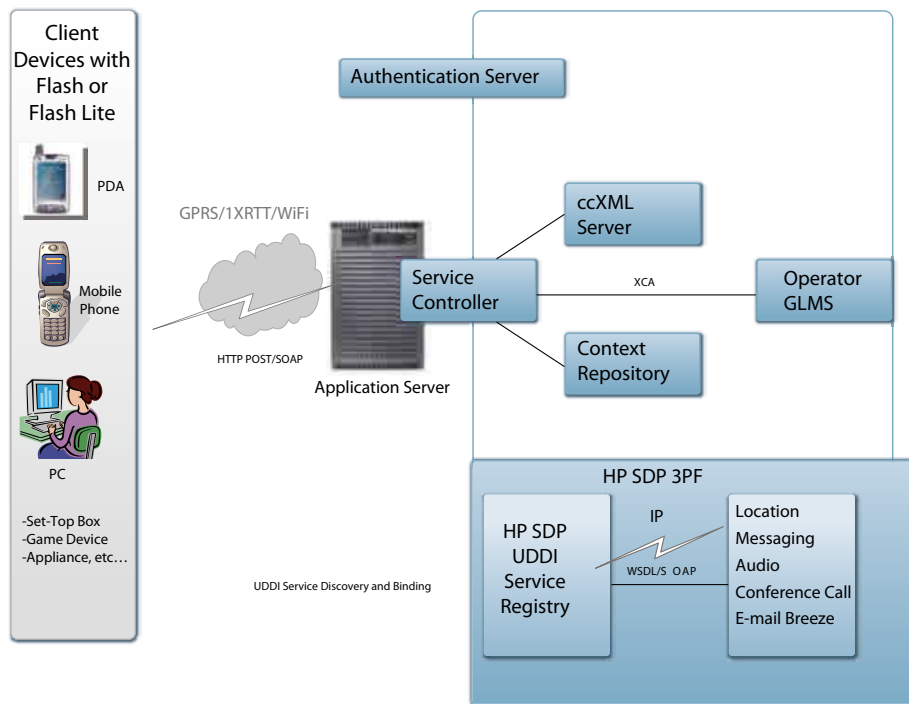 Client
Devices with
Flash or
Flash Lite
PDA
Mobile
Phone
PC
-Set-Top Box
-Game Device
-Appliance, etc…
GPRS/1XRTT/WiFi
HTTP POST/SOAP
Application Server
Authentication Server
Service
Controller
ccXML
Server
XCA
Operator
GLMS
Context
Repository
UDDI Service Discovery and Binding
HP SDP 3PF
HP SDP
UDDI
Service
Registry
IP
WSDL/S OAP
Location
Messaging
Audio
Conference Call
E-mail Breeze